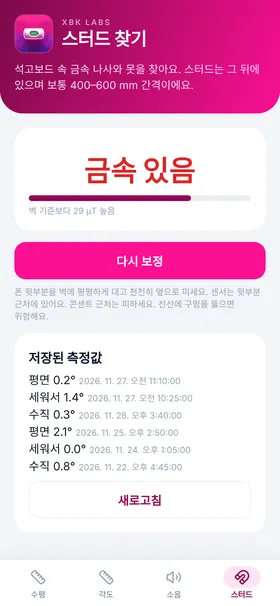 XBK LABS
스터드 찾기
석고보드 속 금속 나사와 못을 찾아요. 스터드는 그 뒤에
있으며 보통 400–600 mm 간격이에요.
금속 있음
벽 기준보다 29 µT 높음
다시 보정
폰 윗부분을 벽에 평평하게 대고 천천히 옆으로 미세요. 센서는 윗부분
근처에 있어요. 콘센트 근처는 피하세요. 전선에 구멍을 뚫으면
위험해요.
저장된 측정값
평면 0.2° 2026. 11. 27. 오전 11:10:00
세워서 1.4° 2026. 11. 27. 오전 10:25:00
수직 0.3° 2026. 11. 26. 오후 3:40:00
평면 2.1° 2026. 11. 25. 오후 2:50:00
세워서 0.0° 2026. 11. 24. 오후 1:05:00
수직 0.8° 2026. 11. 22. 오후 4:45:00
새로고침
수평
각도
소음
스터드